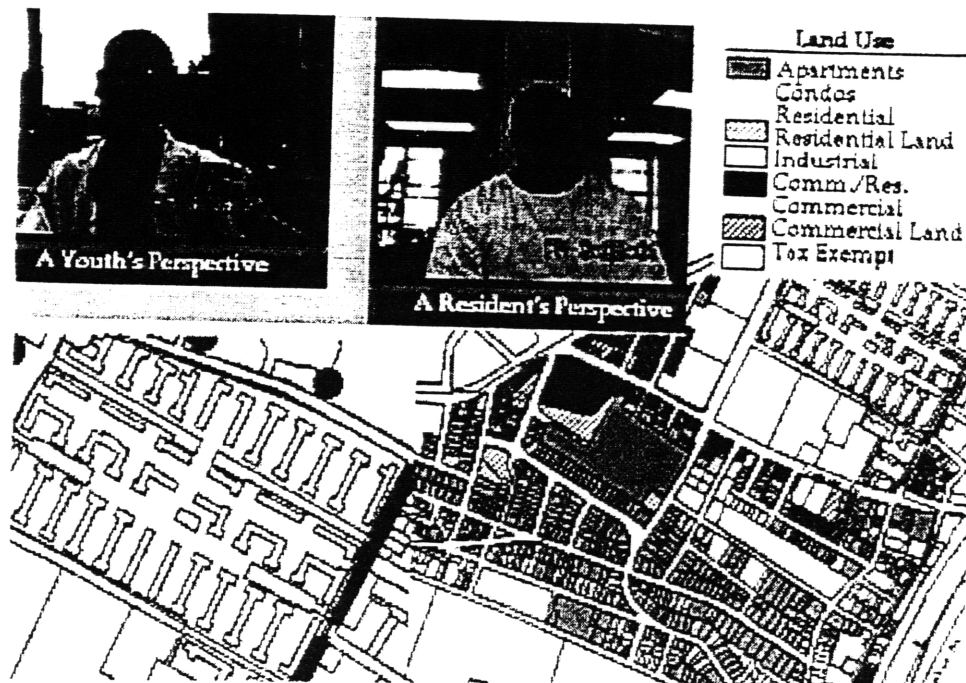 A Youth's Perspective
A Resident's Perspective
Land Use
Apartments
Condos
Residential
Residential Land
Industrial
Comm./Res.
Commercial
Commercial Land
Tax Exempt